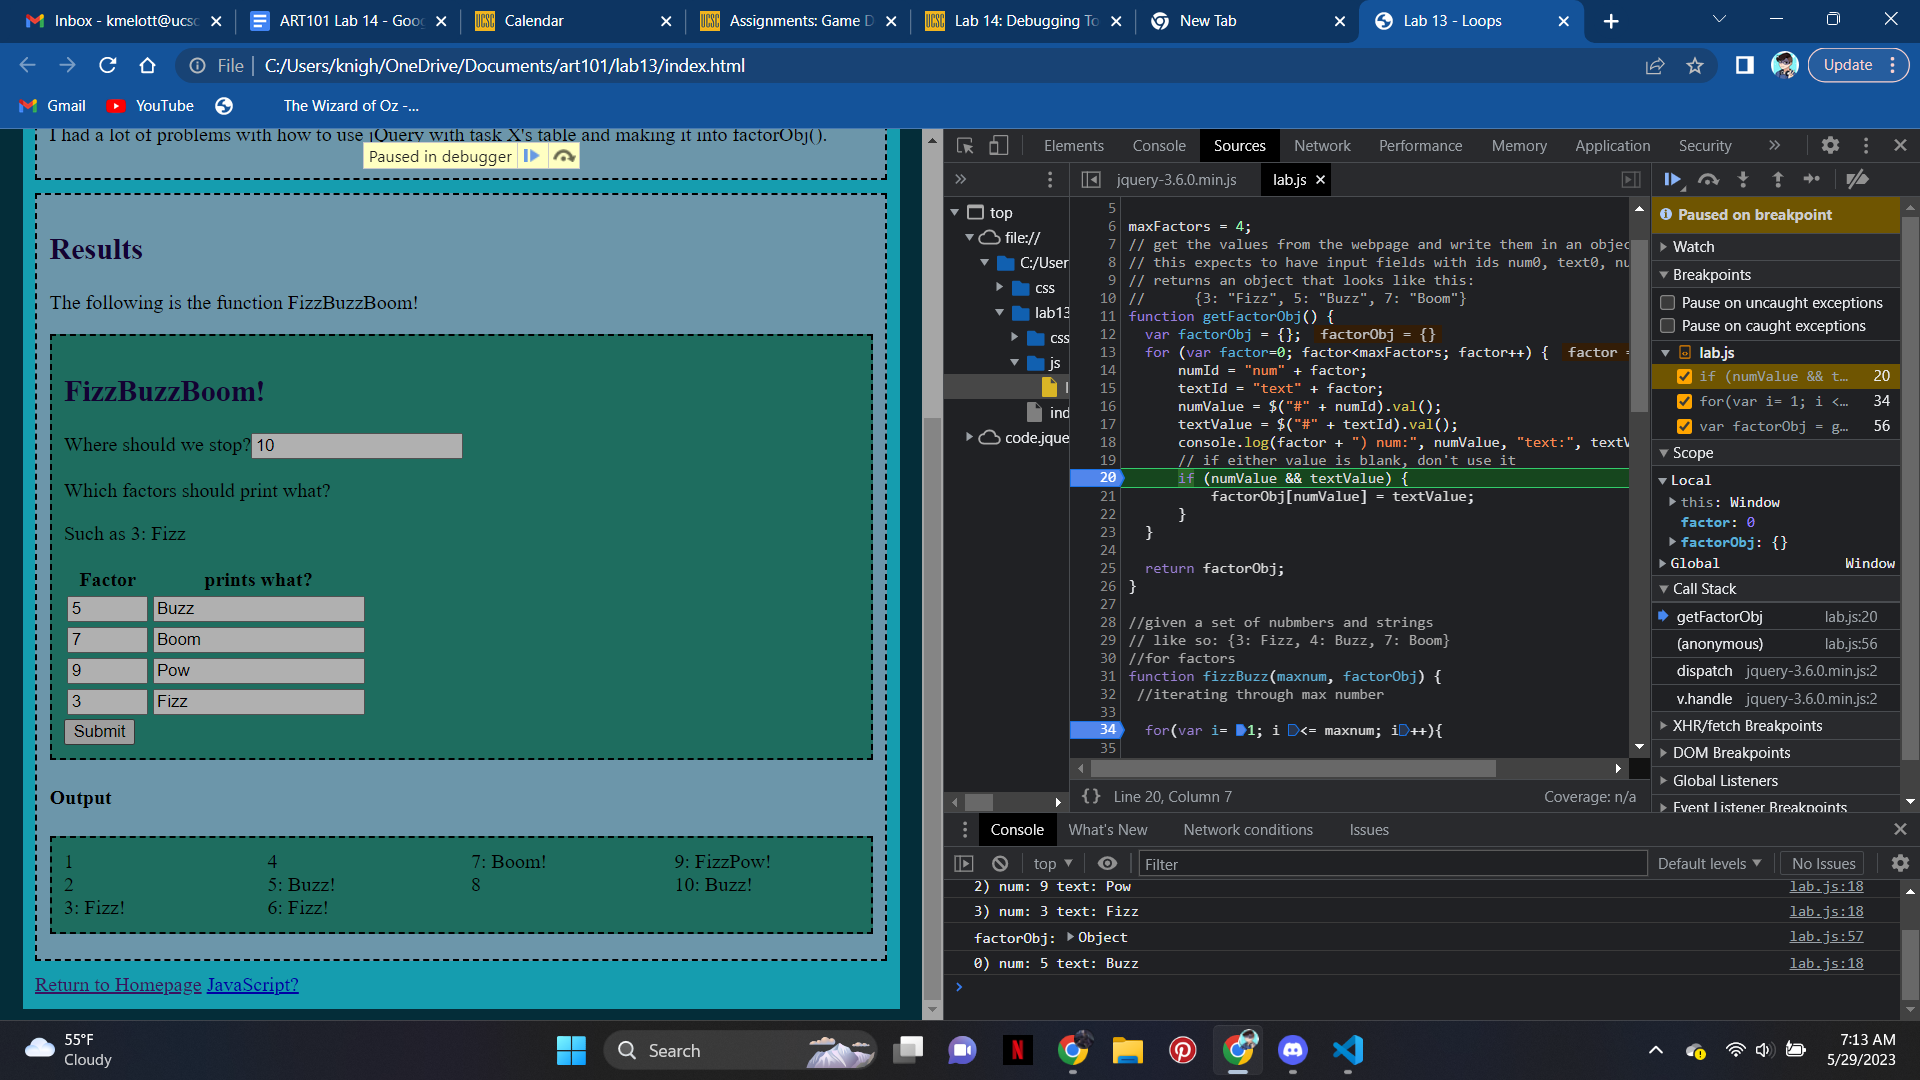 Inbox - kmelott@ucsc
ART101 Lab 14 - Goog
Calendar
Assignments: Game D
Lab 14: Debugging To
New Tab
Lab 13 - Loops
File
C:/Users/knigh/OneDrive/Documents/art101/lab13/index.html
Update
Gmail
YouTube
The Wizard of Oz -...
I had a lot of problems with how to use jQuery with task X's table and making it into factorObj().
Paused in debugger
Results
The following is the function FizzBuzzBoom!
FizzBuzzBoom!
Where should we stop? 10
Which factors should print what?
Such as 3: Fizz
Factor prints what?
5 Buzz
7 Boom
9 Pow
3 Fizz
Submit
Output
1
2
3: Fizz!
4
5: Buzz!
6: Fizz!
7: Boom!
8
9: FizzPow!
10: Buzz!
Return to Homepage JavaScript?
Elements Console Sources Network Performance Memory Application Security
jquery-3.6.0.min.js lab.js
top
file://
C:/User
css
lab13
css
js
l
ind
code.jque
5
6 maxFactors = 4;
7 // get the values from the webpage and write them in an objec
8 // this expects to have input fields with ids num0, text0, nu
9 // returns an object that looks like this:
10 // {3: "Fizz", 5: "Buzz", 7: "Boom"}
11 function getFactorObj() {
12 var factorObj = {}; factorObj = {}
13 for (var factor=0; factor<maxFactors; factor++) { factor =
14 numId = "num" + factor;
15 textId = "text" + factor;
16 numValue = $("#" + numId).val();
17 textValue = $("#" + textId).val();
18 console.log(factor + ") num:", numValue, "text:", textV
19 // if either value is blank, don't use it
20 if (numValue && textValue) {
21 factorObj[numValue] = textValue;
22 }
23 }
24
25 return factorObj;
26 }
27
28 //given a set of nubmbers and strings
29 // like so: {3: Fizz, 4: Buzz, 7: Boom}
30 //for factors
31 function fizzBuzz(maxnum, factorObj) {
32 //iterating through max number
33
34 for(var i= 1; i <= maxnum; i++){
35
{} Line 20, Column 7 Coverage: n/a
Paused on breakpoint
Watch
Breakpoints
Pause on uncaught exceptions
Pause on caught exceptions
lab.js
if (numValue && t... 20
for(var i= 1; i <... 34
var factorObj = g... 56
Scope
Local
this: Window
factor: 0
factorObj: {}
Global Window
Call Stack
getFactorObj lab.js:20
(anonymous) lab.js:56
dispatch jquery-3.6.0.min.js:2
v.handle jquery-3.6.0.min.js:2
XHR/fetch Breakpoints
DOM Breakpoints
Global Listeners
Event Listener Breakpoints
Console What's New Network conditions Issues
top Filter Default levels No Issues
2) num: 9 text: Pow lab.js:18
3) num: 3 text: Fizz lab.js:18
factorObj: Object lab.js:57
0) num: 5 text: Buzz lab.js:18
55°F
Cloudy
Search
7:13 AM
5/29/2023